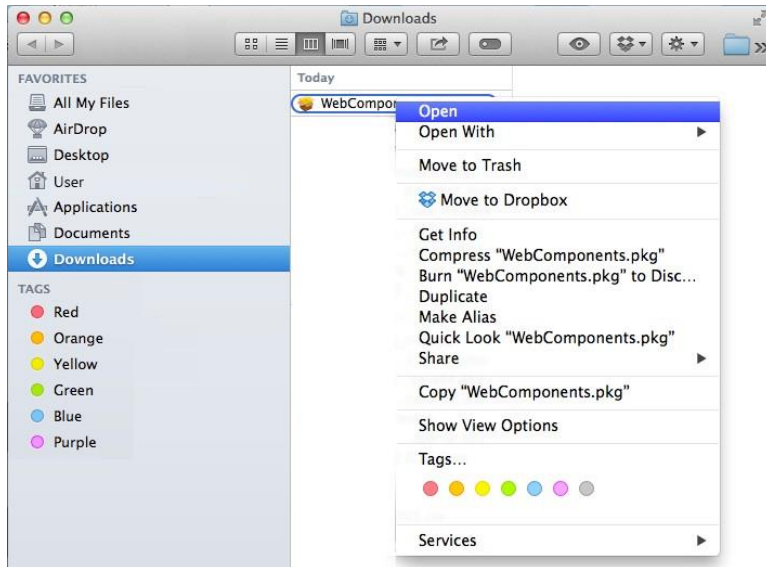 Downloads
FAVORITES
All My Files
AirDrop
Desktop
User
Applications
Documents
Downloads
TAGS
Red
Orange
Yellow
Green
Blue
Purple
Today
WebCompo
Open
Open With
Move to Trash
Move to Dropbox
Get Info
Compress "WebComponents.pkg"
Burn "WebComponents.pkg" to Disc...
Duplicate
Make Alias
Quick Look "WebComponents.pkg"
Share
Copy "WebComponents.pkg"
Show View Options
Tags...
Services